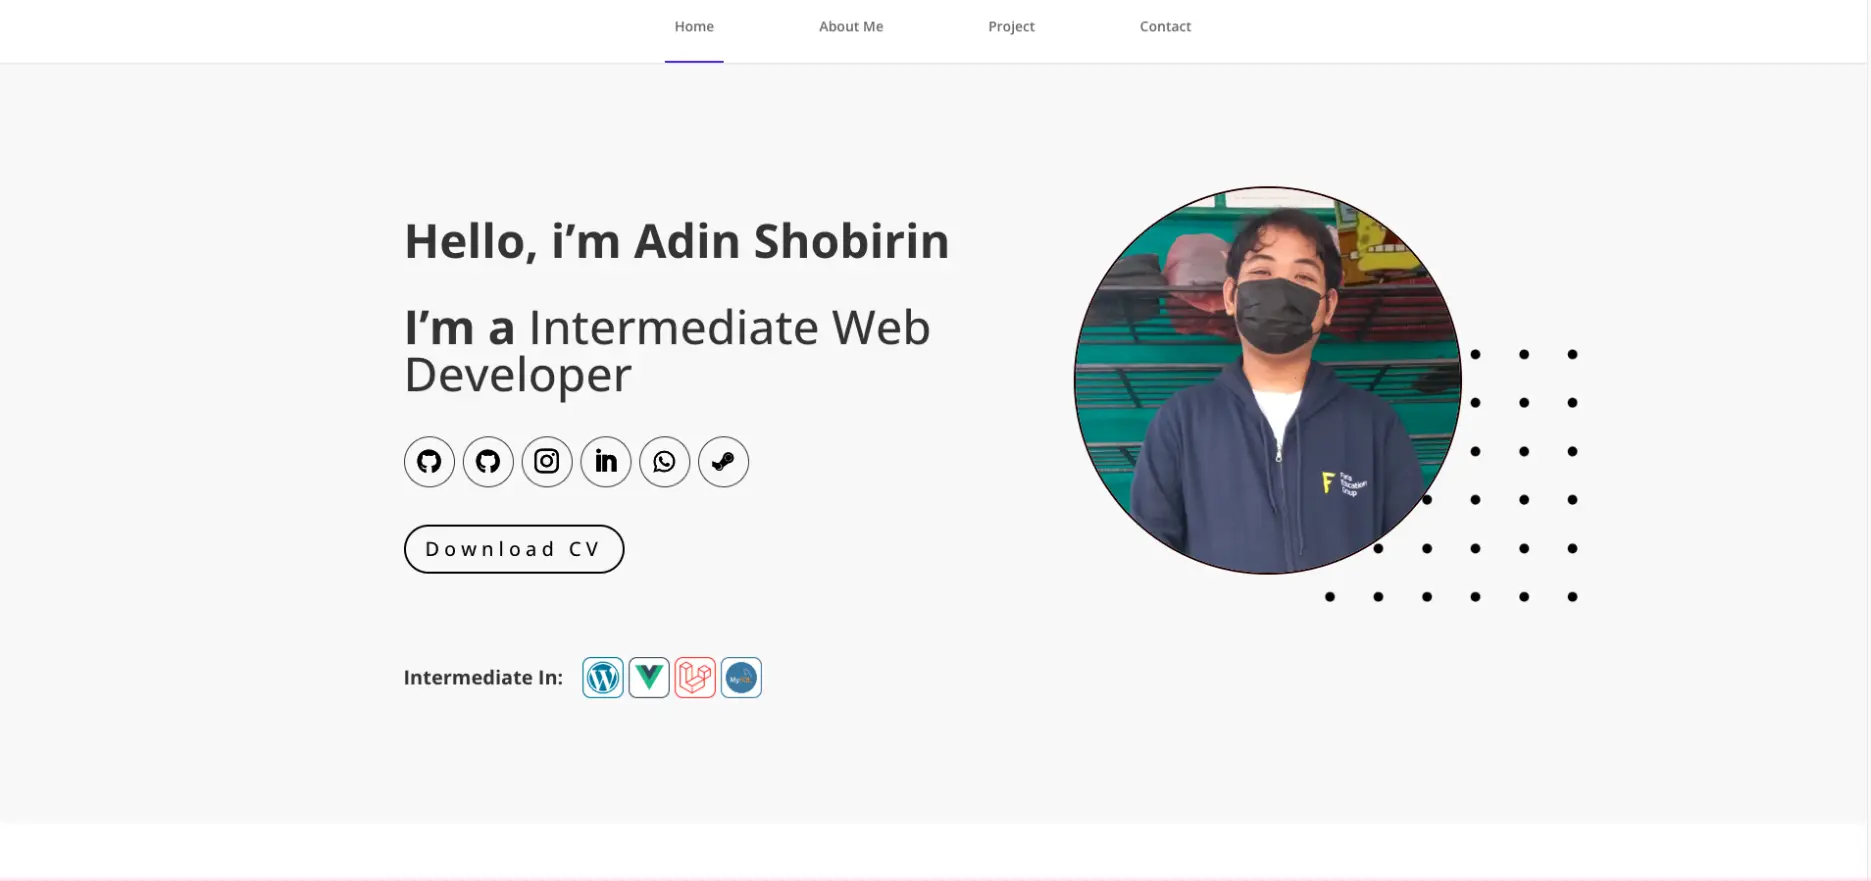 Home
About Me
Project
Contact
Hello, i’m Adin Shobirin
I’m a Intermediate Web
Developer
Download CV
Intermediate In: